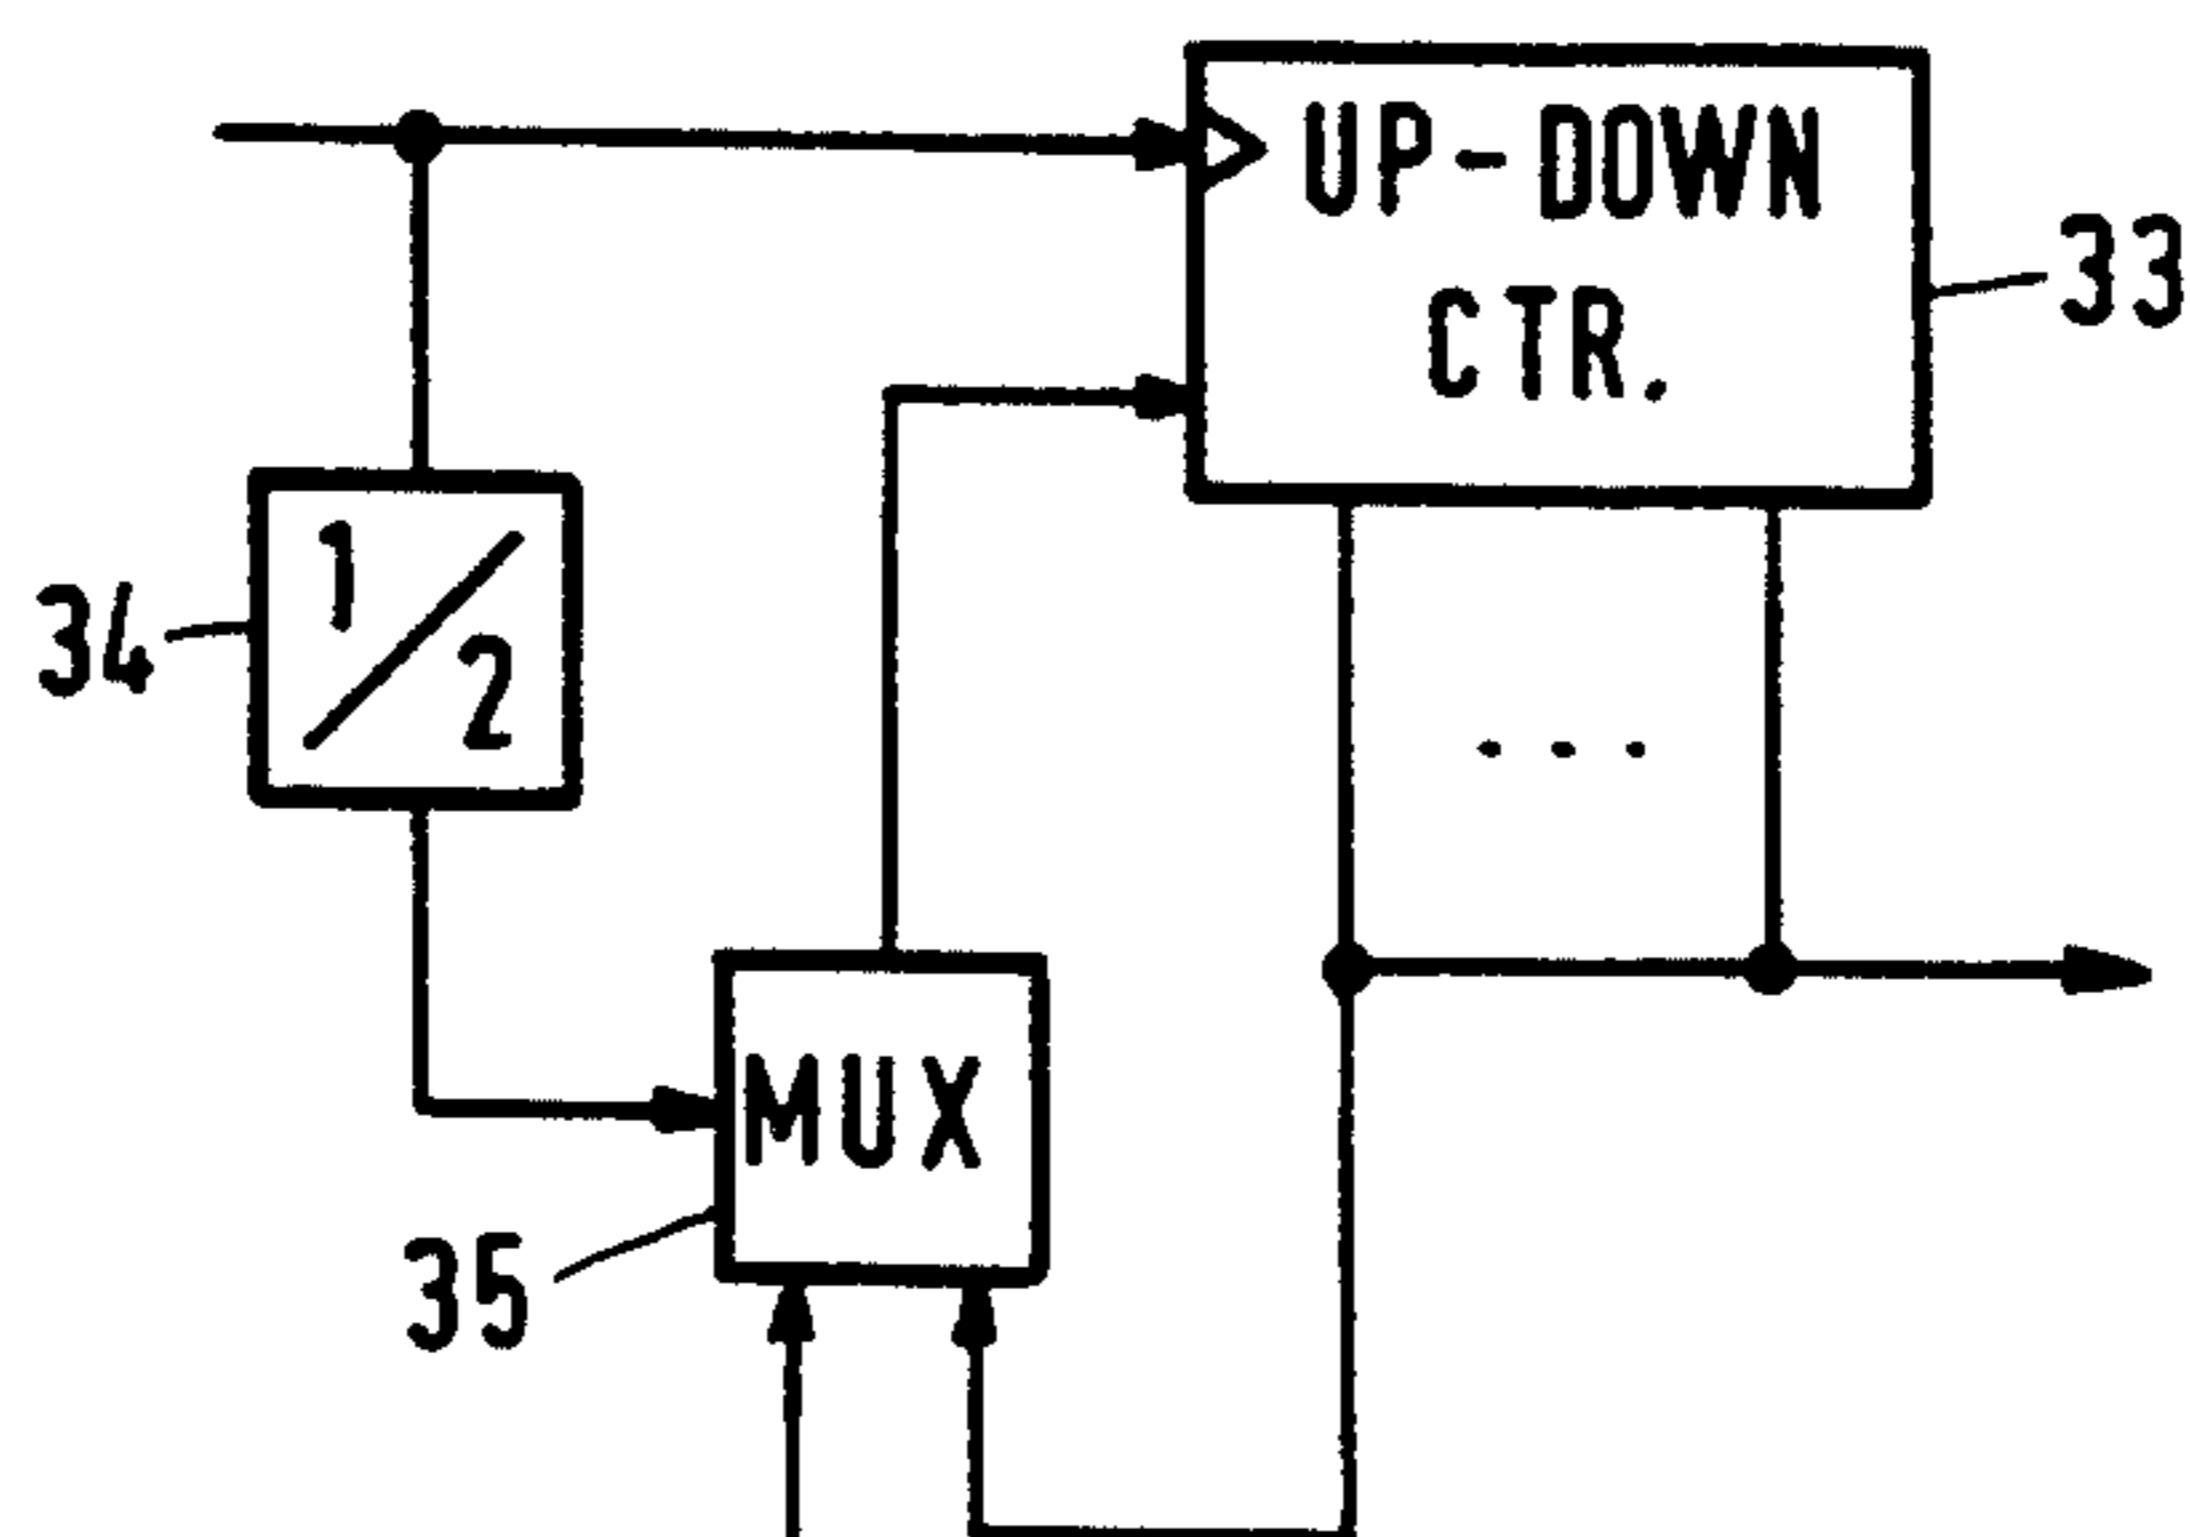 UP-DOWN
CTR.
33
1/2
34
MUX
35
. . .